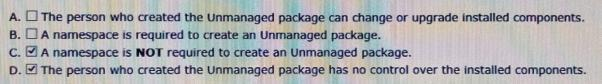 A. ☐ The person who created the Unmanaged package can change or upgrade installed components.
B. ☐ A namespace is required to create an Unmanaged package.
C. ☑ A namespace is NOT required to create an Unmanaged package.
D. ☑ The person who created the Unmanaged package has no control over the installed components.